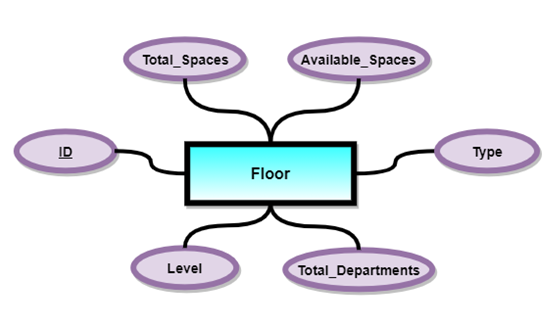 Total_Spaces
Available_Spaces
ID
Floor
Type
Level
Total_Departments